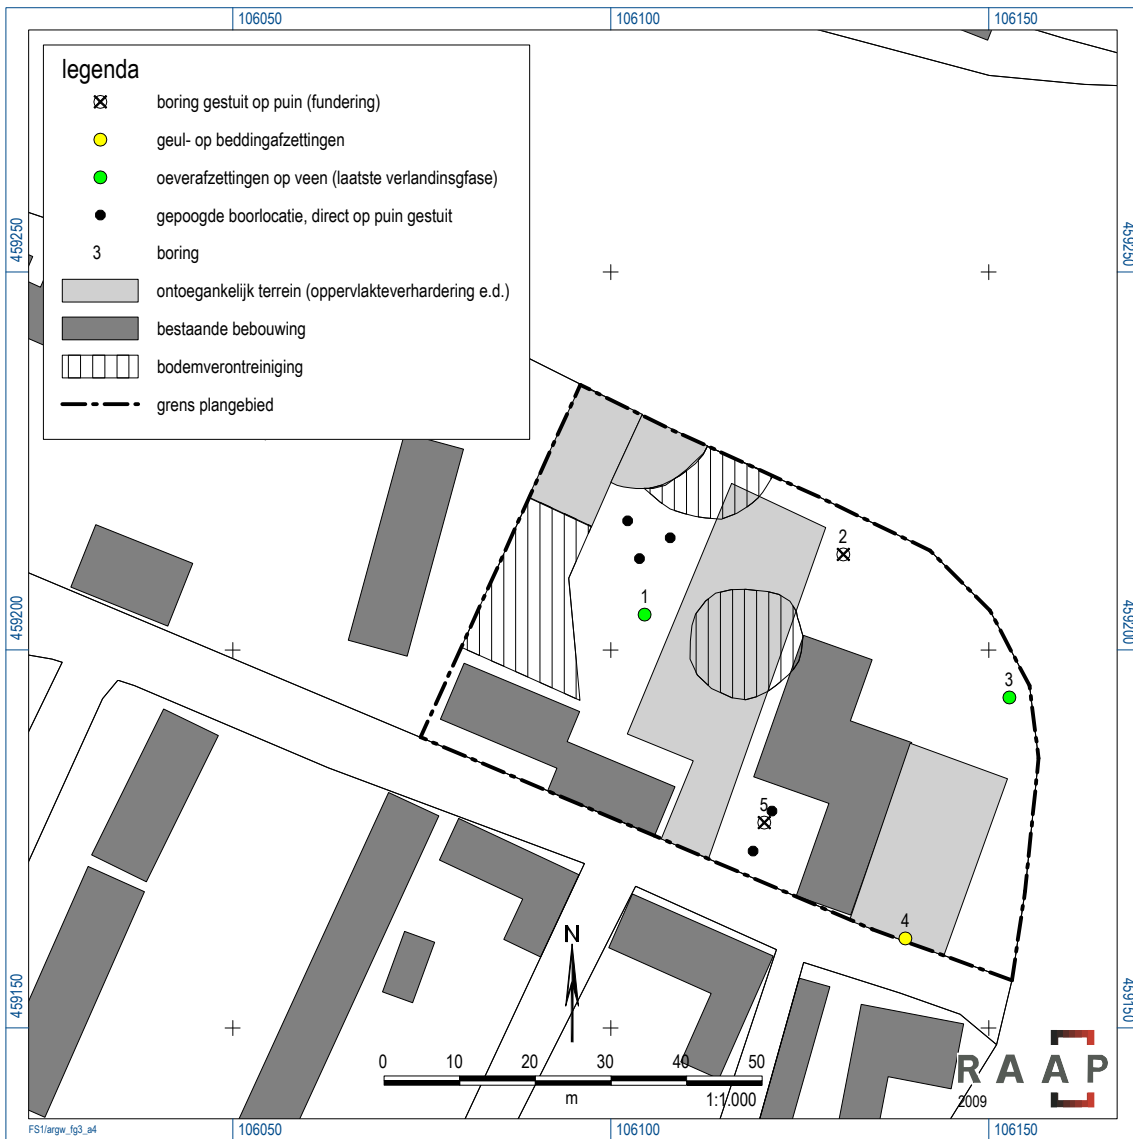 106050 106100 106150
legenda
boring gestuit op puin (fundering)
geul- op beddingafzettingen
oeverafzettingen op veen (laatste verlandinsgfase)
gepoogde boorlocatie, direct op puin gestuit
3 boring
ontoegankelijk terrein (oppervlakteverhardering e.d.)
bestaande bebouwing
bodemverontreiniging
grens plangebied
459250 459250
2
1
459200 459200
3
5
4
N
459150 459150
0 10 20 30 40 50
m 1:1.000
RAAP
2009
FS1/argw_fg3_a4
106050 106100 106150